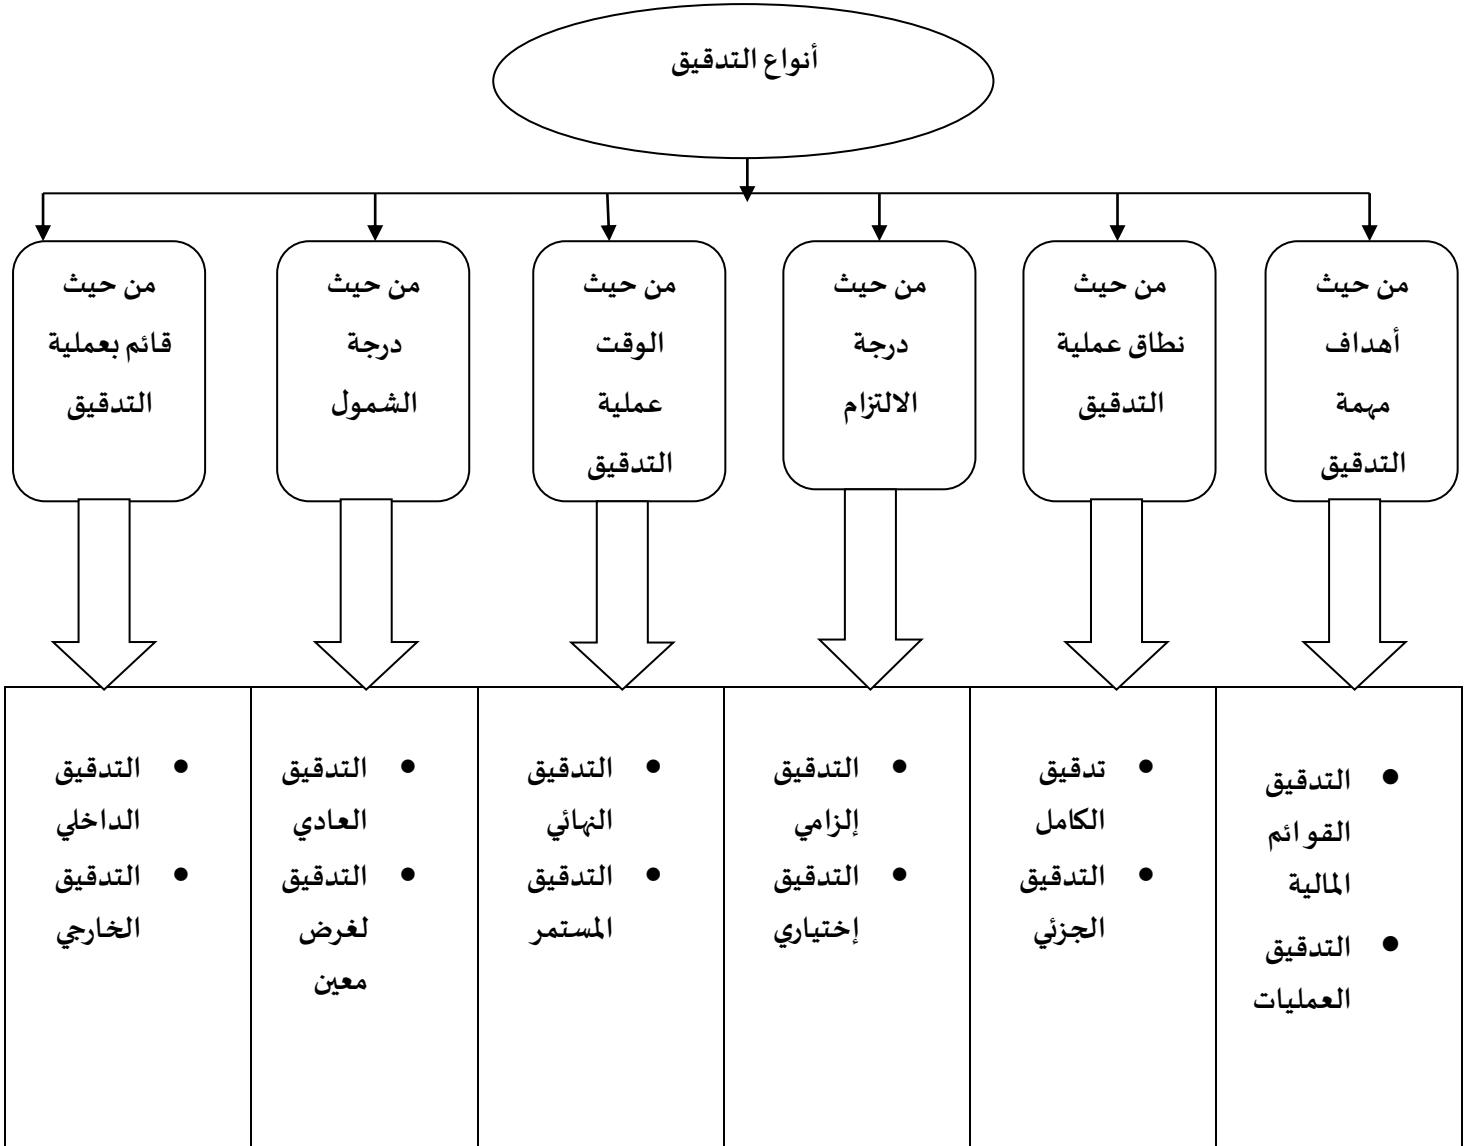 أنواع التدقيق
من حيث
أهداف
مهمة
التدقيق
من حيث
نطاق عملية
التدقيق
من حيث
درجة
الالتزام
من حيث
الوقت
عملية
التدقيق
من حيث
درجة
الشمول
من حيث
قائم بعملية
التدقيق
• التدقيق
القوائم
المالية
• التدقيق
العمليات
• تدقيق
الكامل
• التدقيق
الجزئي
• التدقيق
إلزامي
• التدقيق
إختياري
• التدقيق
النهائي
• التدقيق
المستمر
• التدقيق
العادي
• التدقيق
لغرض
معين
• التدقيق
الداخلي
• التدقيق
الخارجي